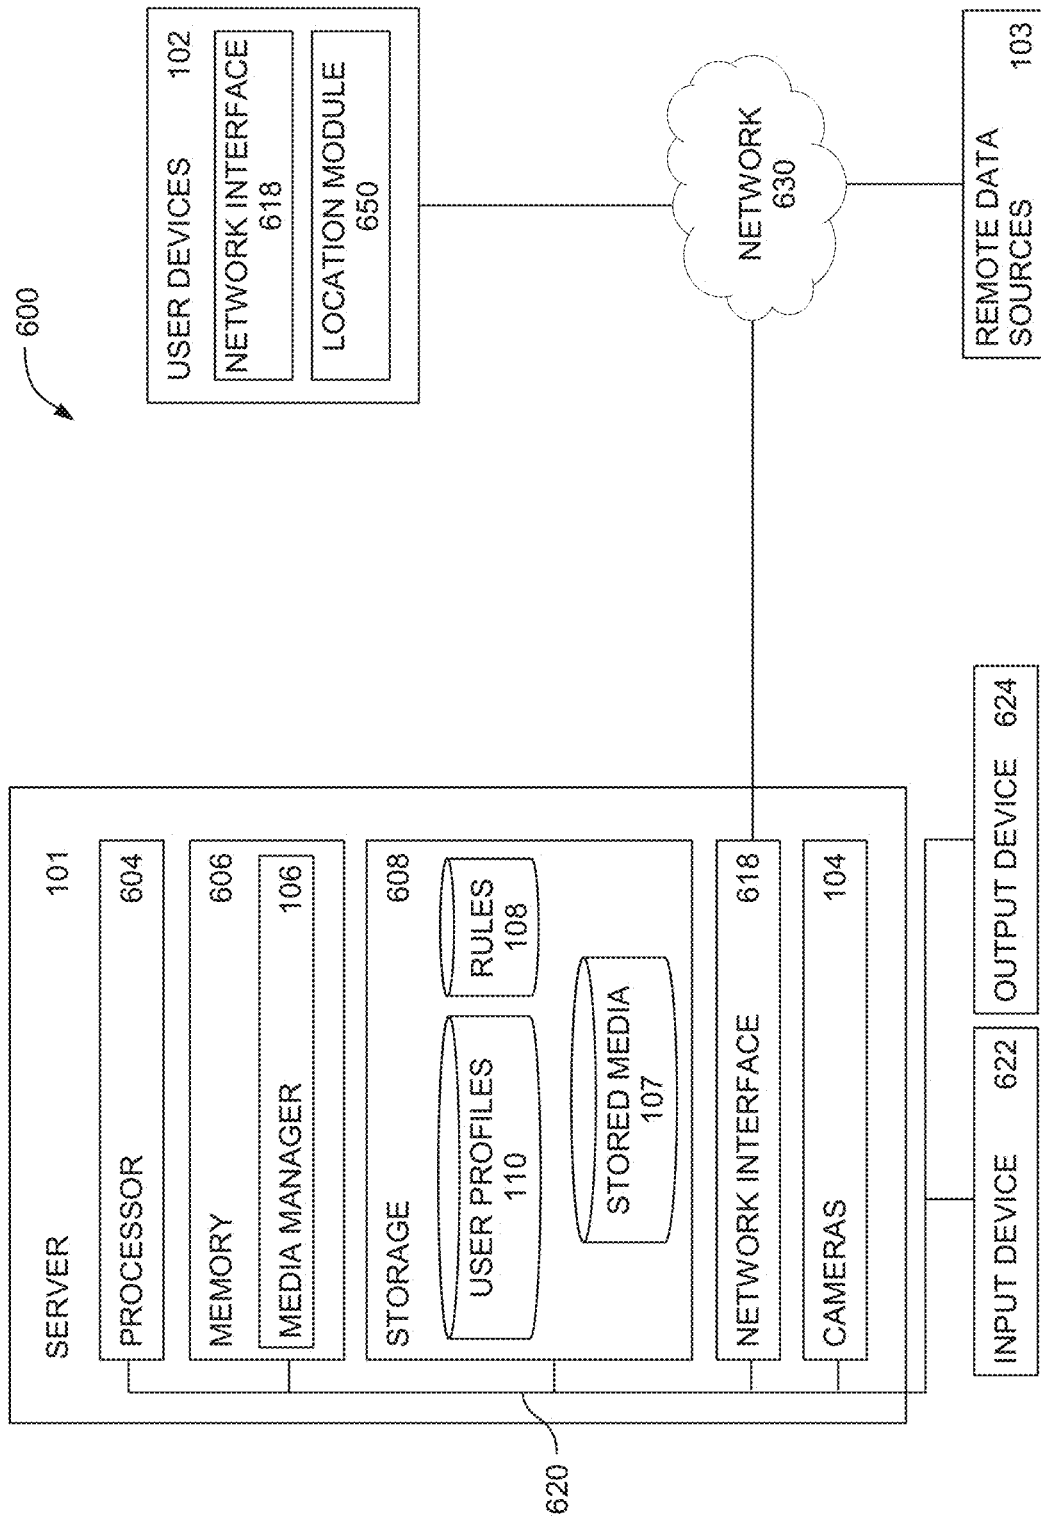 600
SERVER 101
PROCESSOR 604
MEMORY 606
MEDIA MANAGER 106
STORAGE 608
USER PROFILES
110
RULES
108
STORED MEDIA
107
NETWORK INTERFACE 618
CAMERAS 104
620
INPUT DEVICE 622
OUTPUT DEVICE 624
USER DEVICES 102
NETWORK INTERFACE
618
LOCATION MODULE
650
NETWORK
630
REMOTE DATA 103
SOURCES